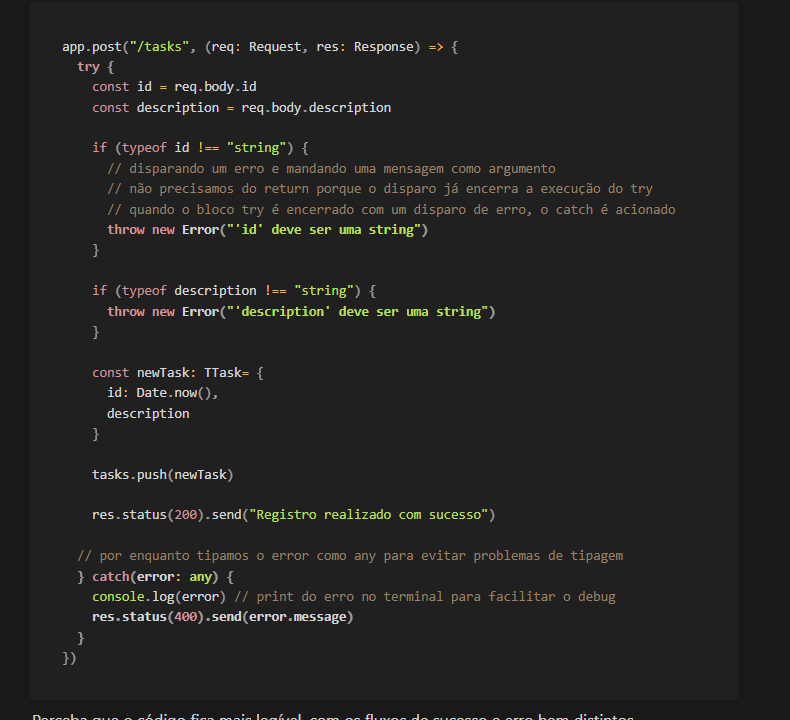 app.post("/tasks", (req: Request, res: Response) => {
  try {
    const id = req.body.id
    const description = req.body.description

    if (typeof id !== "string") {
      // disparando um erro e mandando uma mensagem como argumento
      // não precisamos do return porque o disparo já encerra a execução do try
      // quando o bloco try é encerrado com um disparo de erro, o catch é acionado
      throw new Error("'id' deve ser uma string")
    }

    if (typeof description !== "string") {
      throw new Error("'description' deve ser uma string")
    }

    const newTask: TTask= {
      id: Date.now(),
      description
    }

    tasks.push(newTask)

    res.status(200).send("Registro realizado com sucesso")

  // por enquanto tipamos o error como any para evitar problemas de tipagem
  } catch(error: any) {
    console.log(error) // print do erro no terminal para facilitar o debug
    res.status(400).send(error.message)
  }
})
Perceba que o código fica mais legível, com os fluxos de sucesso e erro bem distintos